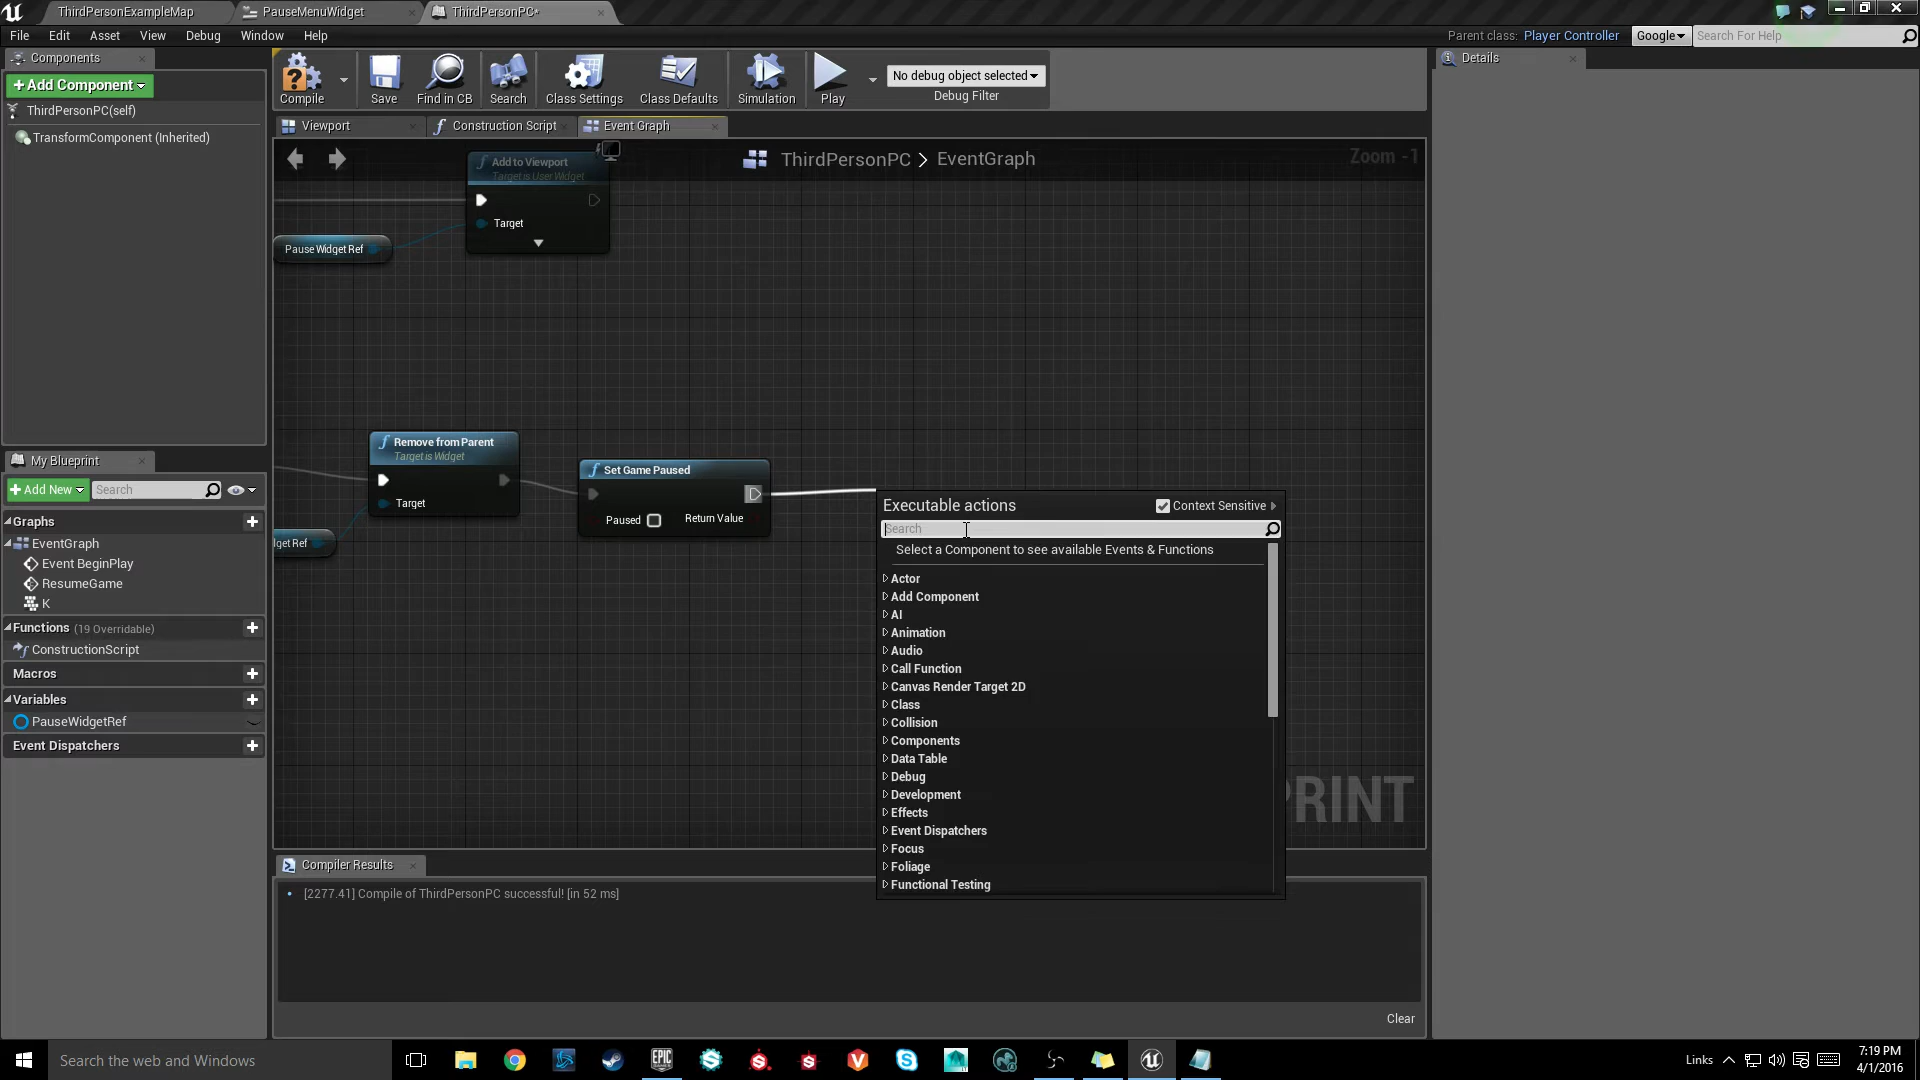 ThirdPersonExampleMap
PauseMenuWidget
ThirdPersonPC*
File Edit Asset View Debug Window Help
Parent class: Player Controller
Google
Search For Help
Components
+Add Component
ThirdPersonPC(self)
TransformComponent (Inherited)
Compile
Save
Find in CB
Search
Class Settings
Class Defaults
Simulation
Play
No debug object selected
Debug Filter
Details
Viewport
Construction Script
Event Graph
ThirdPersonPC > EventGraph
Zoom -1
Add to Viewport
Target is User Widget
Target
Pause Widget Ref
Remove from Parent
Target is Widget
Target
get Ref
Set Game Paused
Paused
Return Value
Executable actions
Context Sensitive
Search
Select a Component to see available Events & Functions
Actor
Add Component
AI
Animation
Audio
Call Function
Canvas Render Target 2D
Class
Collision
Components
Data Table
Debug
Development
Effects
Event Dispatchers
Focus
Foliage
Functional Testing
PRINT
My Blueprint
+Add New
Search
Graphs
EventGraph
Event BeginPlay
ResumeGame
K
Functions (19 Overridable)
ConstructionScript
Macros
Variables
PauseWidgetRef
Event Dispatchers
Compiler Results
[2277.41] Compile of ThirdPersonPC successful! [in 52 ms]
Clear
Search the web and Windows
EPIC
GAMES
Links
7:19 PM
4/1/2016